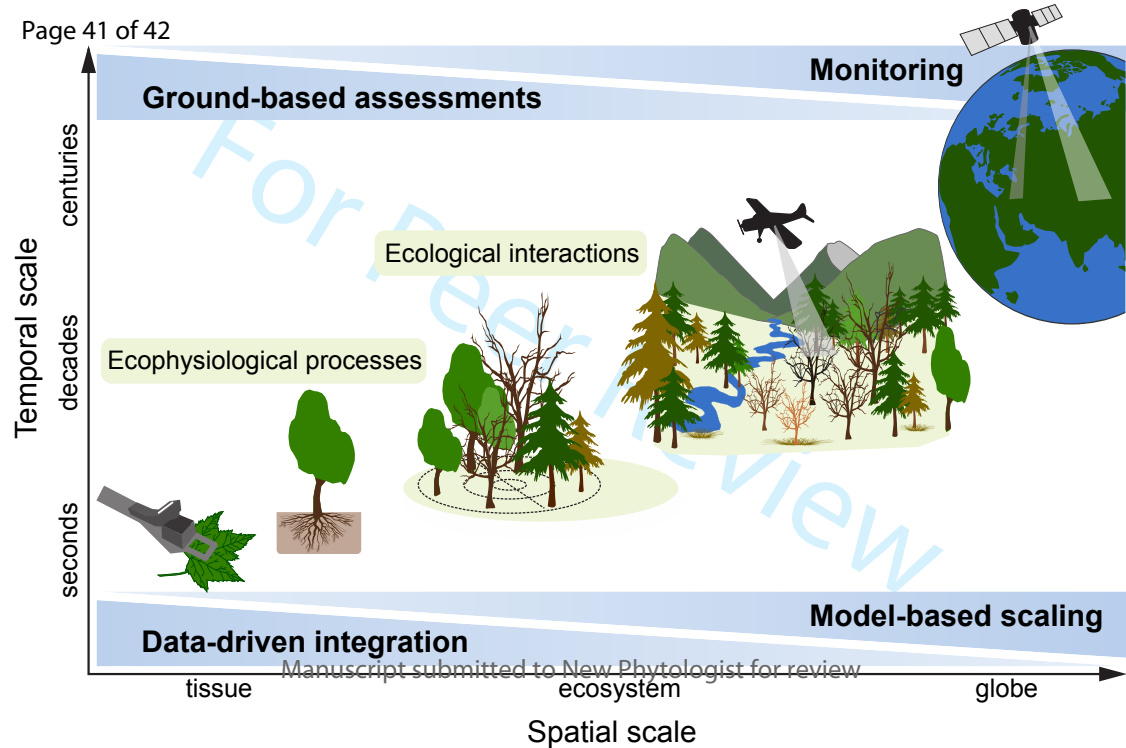 Page 41 of 42
Monitoring
Ground-based assessments
For Peer Review
Temporal scale
centuries
decades
seconds
Ecological interactions
Ecophysiological processes
Model-based scaling
Data-driven integration
Manuscript submitted to New Phytologist for review
tissue
ecosystem
globe
Spatial scale